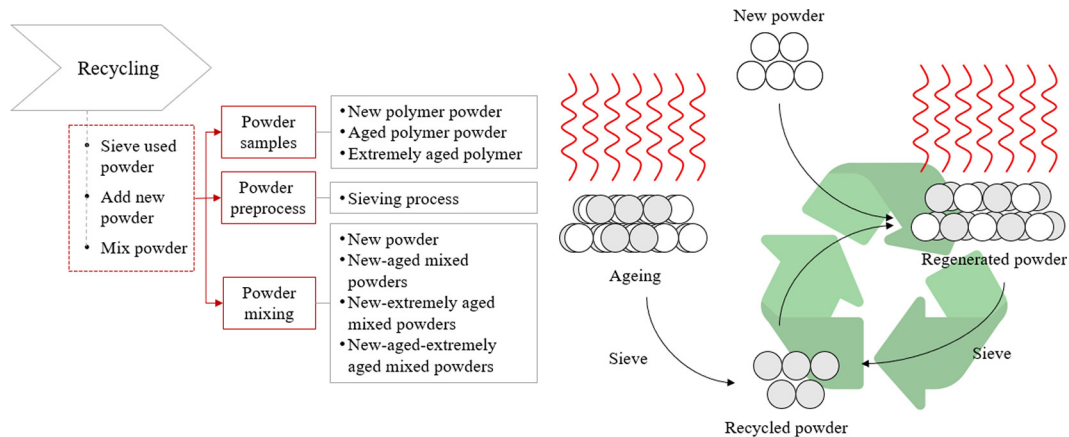 Recycling
• Sieve used
powder
• Add new
powder
• Mix powder
Powder
samples
• New polymer powder
• Aged polymer powder
• Extremely aged polymer
Powder
preprocess
• Sieving process
Powder
mixing
• New powder
• New-aged mixed
powders
• New-extremely aged
mixed powders
• New-aged-extremely
aged mixed powders
New powder
Ageing
Regenerated powder
Sieve
Sieve
Recycled powder